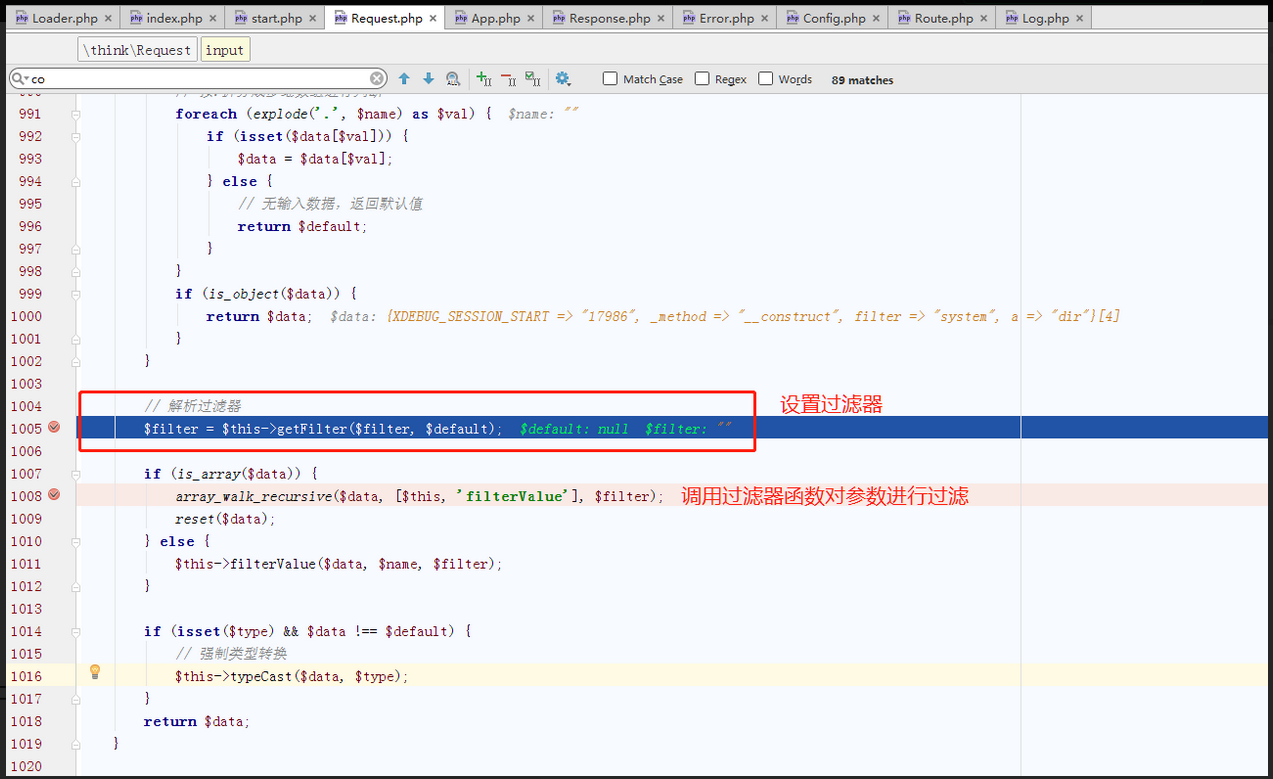 Loader.php × index.php × start.php × Request.php × App.php × Response.php × Error.php × Config.php × Route.php × Log.php ×
\think\Request input
co Match Case Regex Words 89 matches
991 foreach (explode('.', $name) as $val) { $name: ""
992 if (isset($data[$val])) {
993 $data = $data[$val];
994 } else {
995 // 无输入数据，返回默认值
996 return $default;
997 }
998 }
999 if (is_object($data)) {
1000 return $data; $data: {XDEBUG_SESSION_START => "17986", _method => "__construct", filter => "system", a => "dir"}[4]
1001 }
1002 }
1003
1004 // 解析过滤器 设置过滤器
1005 $filter = $this->getFilter($filter, $default); $default: null $filter: ""
1006
1007 if (is_array($data)) {
1008 array_walk_recursive($data, [$this, 'filterValue'], $filter); 调用过滤器函数对参数进行过滤
1009 reset($data);
1010 } else {
1011 $this->filterValue($data, $name, $filter);
1012 }
1013
1014 if (isset($type) && $data !== $default) {
1015 // 强制类型转换
1016 $this->typeCast($data, $type);
1017 }
1018 return $data;
1019 }
1020